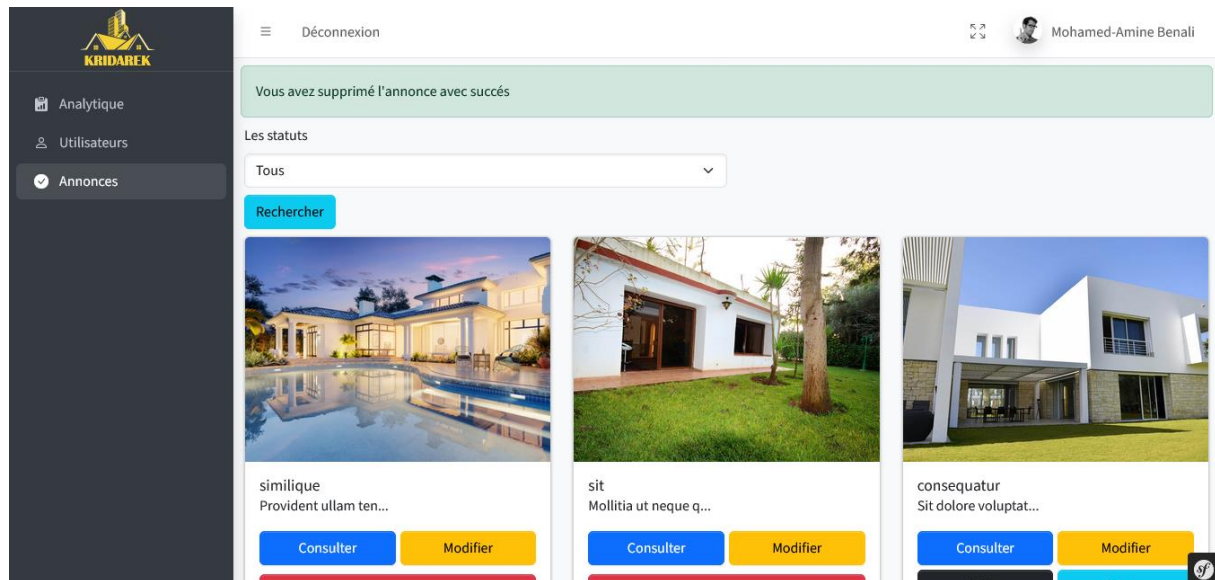 KRIDAREK
Déconnexion
Mohamed-Amine Benali
Analytique
Utilisateurs
Annonces
Vous avez supprimé l'annonce avec succés
Les statuts
Tous
Rechercher
similique
Provident ullam ten...
Consulter Modifier
sit
Mollitia ut neque q...
Consulter Modifier
consequatur
Sit dolore voluptat...
Consulter Modifier
sf